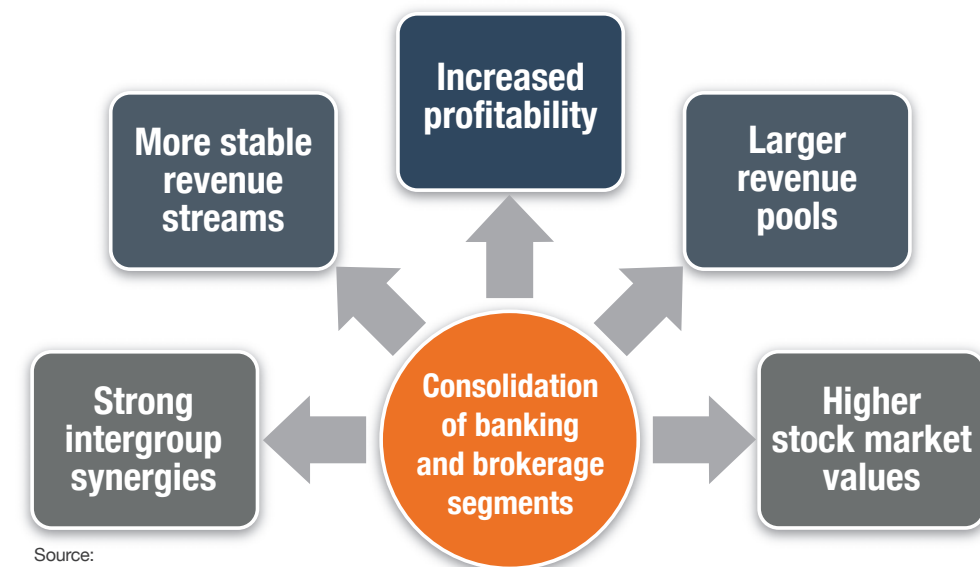 Increased
profitability
More stable
revenue
streams
Larger
revenue
pools
Strong
intergroup
synergies
Consolidation
of banking
and brokerage
segments
Higher
stock market
values
Source: